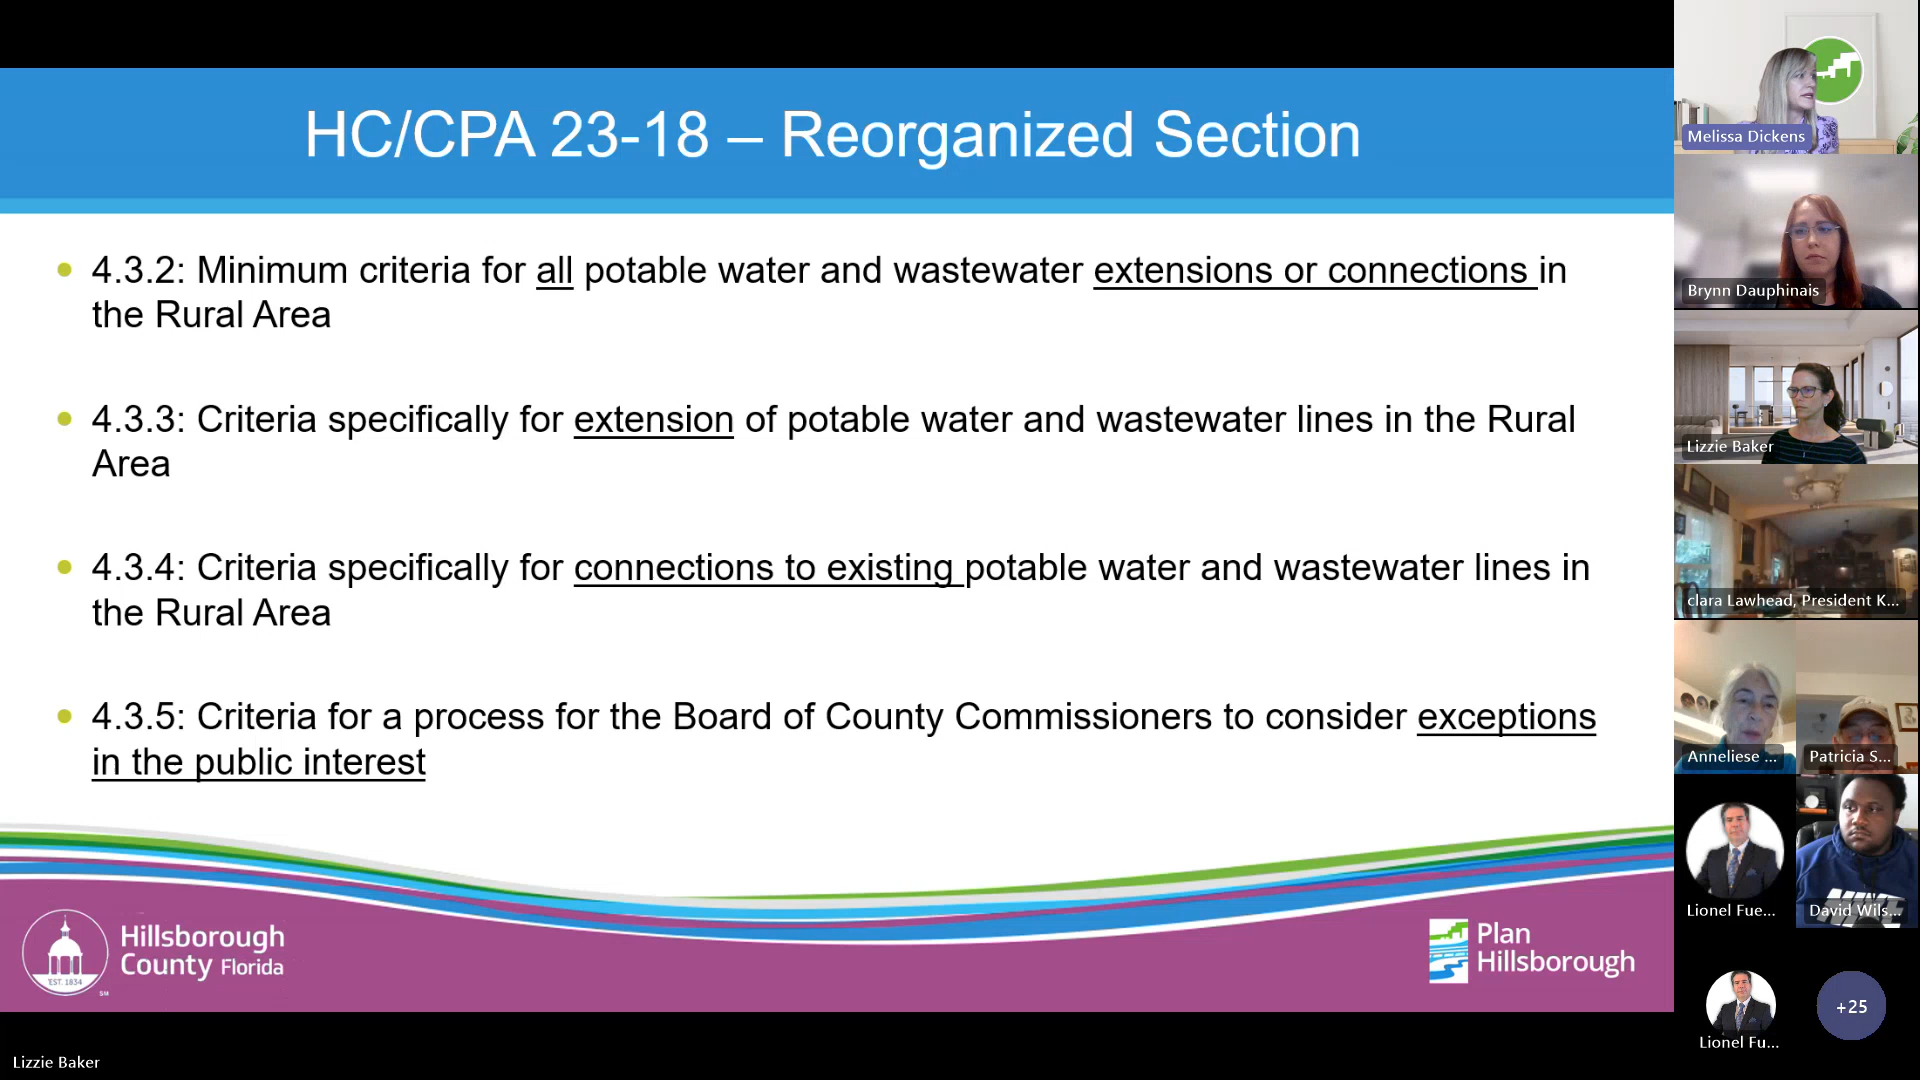 HC/CPA 23-18 – Reorganized Section
4.3.2: Minimum criteria for all potable water and wastewater extensions or connections in
the Rural Area
4.3.3: Criteria specifically for extension of potable water and wastewater lines in the Rural
Area
4.3.4: Criteria specifically for connections to existing potable water and wastewater lines in
the Rural Area
4.3.5: Criteria for a process for the Board of County Commissioners to consider exceptions
in the public interest
EST. 1834
SM
Hillsborough
County Florida
Plan
Hillsborough
Lizzie Baker
Melissa Dickens
Brynn Dauphinais
Lizzie Baker
clara Lawhead, President K...
Anneliese ...
Patricia S...
Lionel Fue...
NIKE
David Wils...
Lionel Fu...
+25